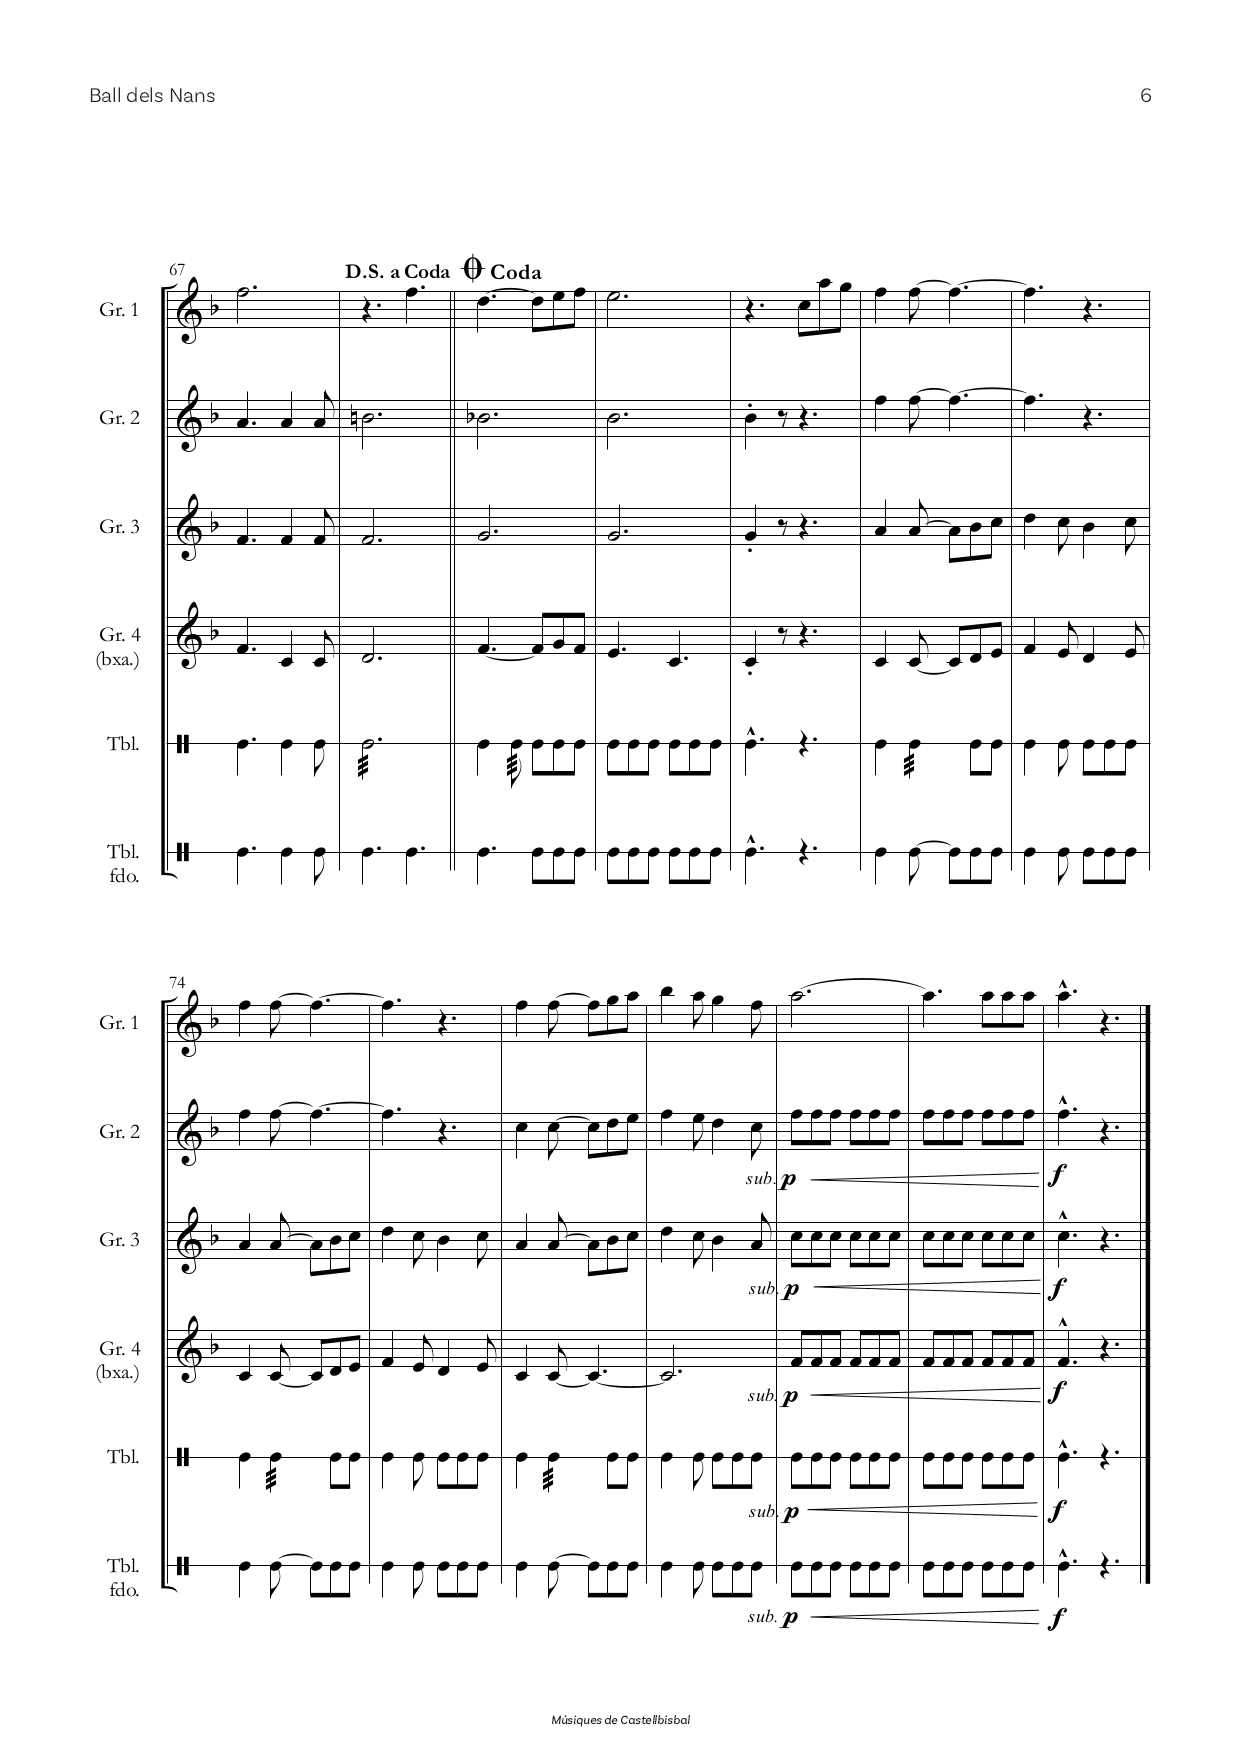 Ball dels Nans 6
67 D.S. a Coda Coda
Gr. 1
Gr. 2
Gr. 3
Gr. 4
(bxa.)
Tbl.
Tbl.
fdo.
74
Gr. 1
Gr. 2
sub. p f
Gr. 3
sub. p f
Gr. 4
(bxa.)
sub. p f
Tbl.
sub. p f
Tbl.
fdo.
sub. p f
Músiques de Castellbisbal